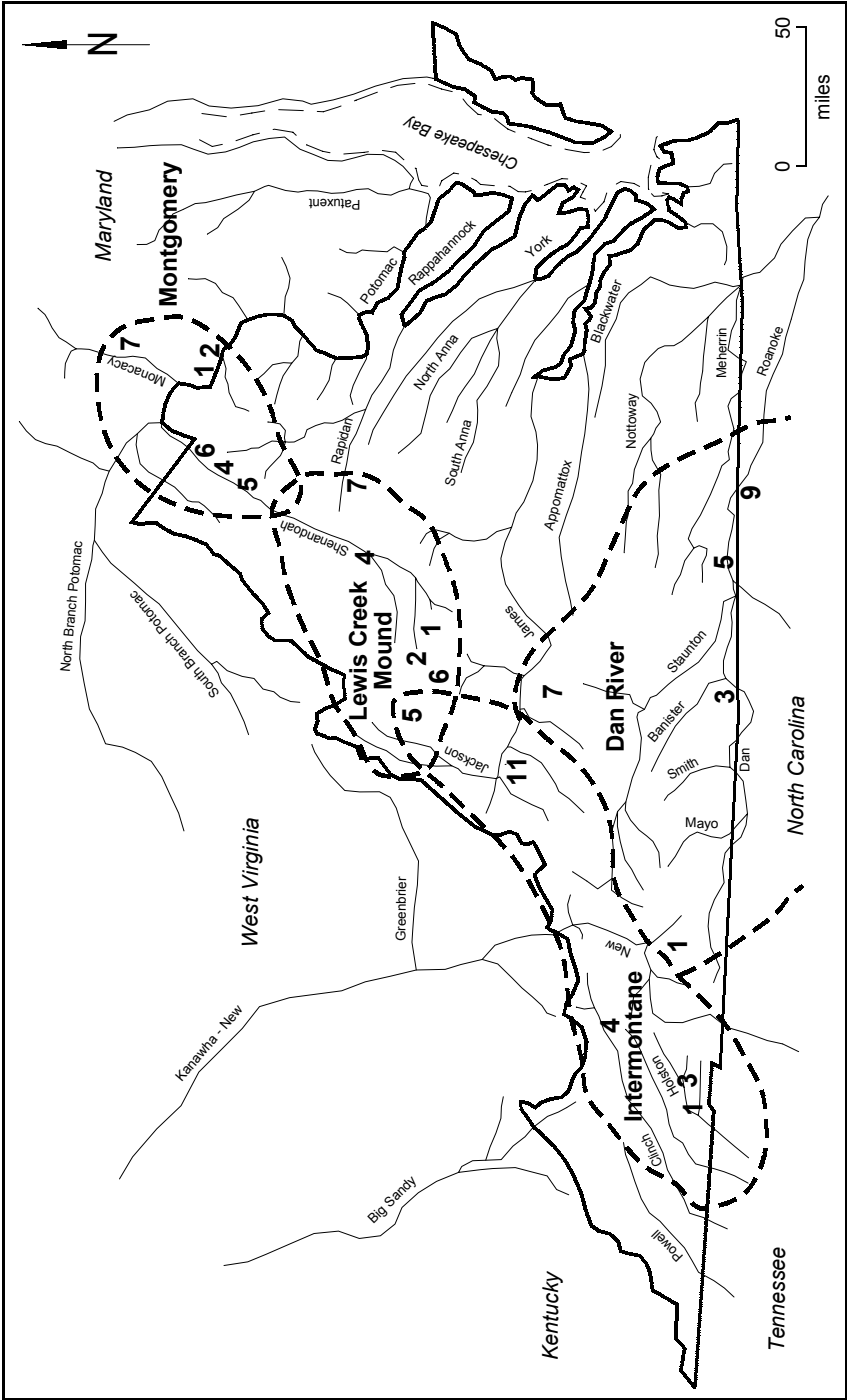 N
North Branch Potomac
Maryland
7
Monacacy
South Branch Potomac
Montgomery
1 2
6
4
5
Kanawha - New
West Virginia
Shenandoah
Patuxent
Rapidan
7
4
Lewis Creek
Mound
Potomac
Big Sandy
Greenbrier
5
2
1
6
Rappahannock
North Anna
Chesapeake Bay
South Anna
Jackson
11
York
James
Kentucky
7
Appomattox
Blackwater
4
New
Dan River
Intermontane
Nottoway
Clinch
Powell
Holston
1
3
1
Banister
Smith
Staunton
Mayo
3
5
9
Meherrin
Dan
Roanoke
Tennessee
North Carolina
0
50
miles